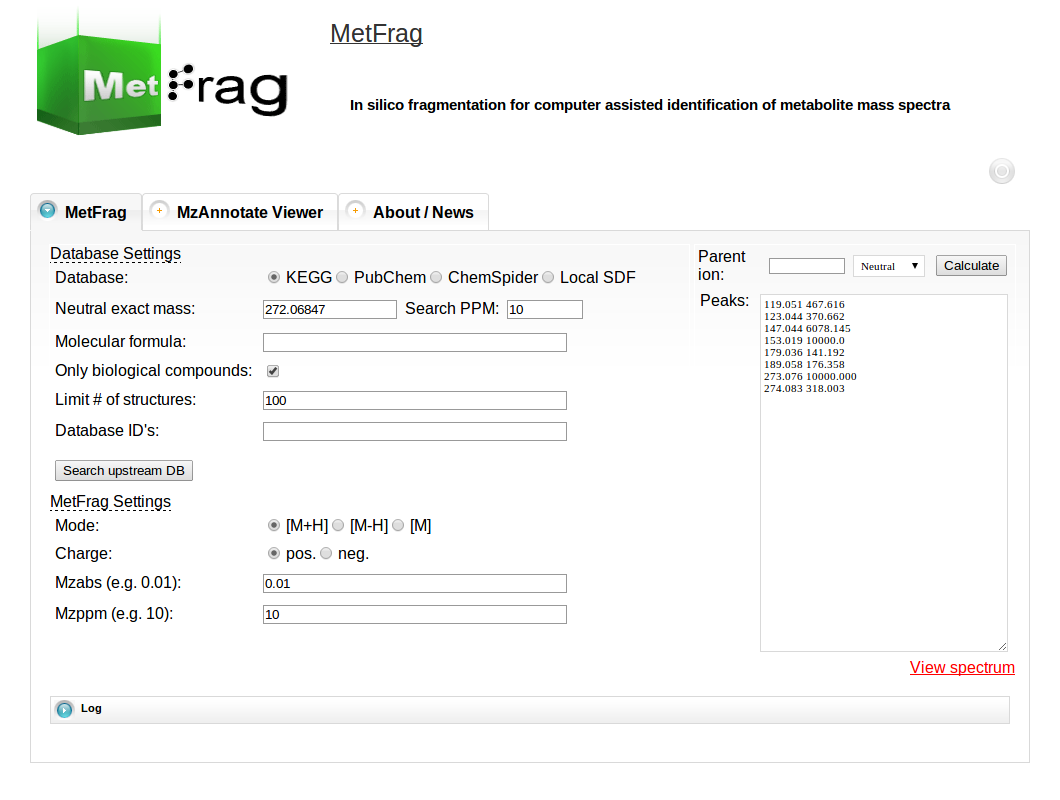 MetFrag
MetFrag
In silico fragmentation for computer assisted identification of metabolite mass spectra
MetFrag MzAnnotate Viewer About / News
Database Settings
Database: KEGG PubChem ChemSpider Local SDF
Neutral exact mass: 272.06847 Search PPM: 10
Molecular formula:
Only biological compounds:
Limit # of structures: 100
Database ID's:
Search upstream DB
MetFrag Settings
Mode: [M+H] [M-H] [M]
Charge: pos. neg.
Mzabs (e.g. 0.01): 0.01
Mzppm (e.g. 10): 10
Parent
ion: Neutral Calculate
Peaks:
119.051 467.616
123.044 370.662
147.044 6078.145
153.019 10000.0
179.036 141.192
189.058 176.358
273.076 10000.000
274.083 318.003
View spectrum
Log